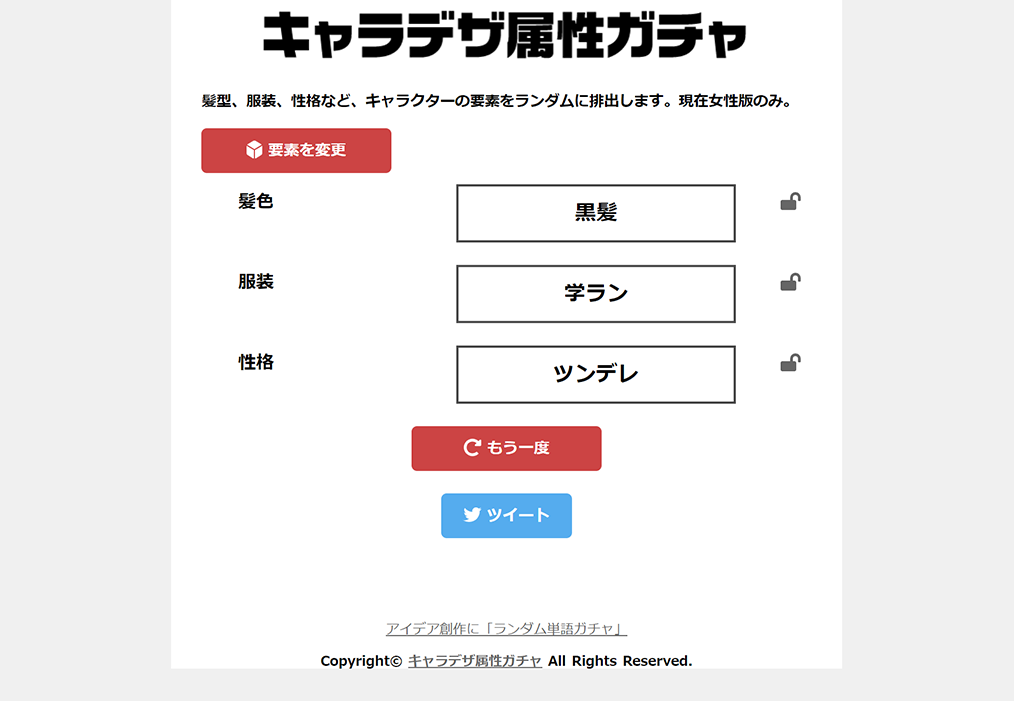 キャラデザ属性ガチャ
髪型、服装、性格など、キャラクターの要素をランダムに排出します。現在女性版のみ。
要素を変更
髪色
黒髪
服装
学ラン
性格
ツンデレ
もう一度
ツイート
アイデア創作に「ランダム単語ガチャ」
Copyright© キャラデザ属性ガチャ All Rights Reserved.